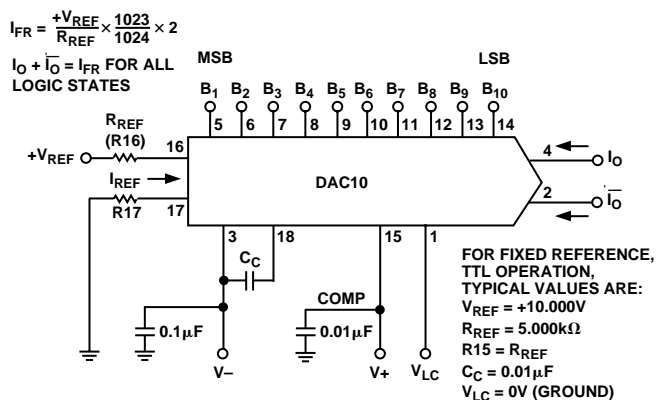 I_FR = +V_REF / R_REF × 1023 / 1024 × 2
I_O + I̅_O̅ = I_FR FOR ALL
LOGIC STATES
MSB
LSB
B1 B2 B3 B4 B5 B6 B7 B8 B9 B10
5 6 7 8 9 10 11 12 13 14
R_REF
(R16)
+V_REF
16
I_REF
R17
17
DAC10
4
I_O
2
I̅_O̅
3
18
15
1
C_C
COMP
0.1µF
0.01µF
V–
V+
V_LC
FOR FIXED REFERENCE,
TTL OPERATION,
TYPICAL VALUES ARE:
V_REF = +10.000V
R_REF = 5.000kΩ
R15 = R_REF
C_C = 0.01µF
V_LC = 0V (GROUND)